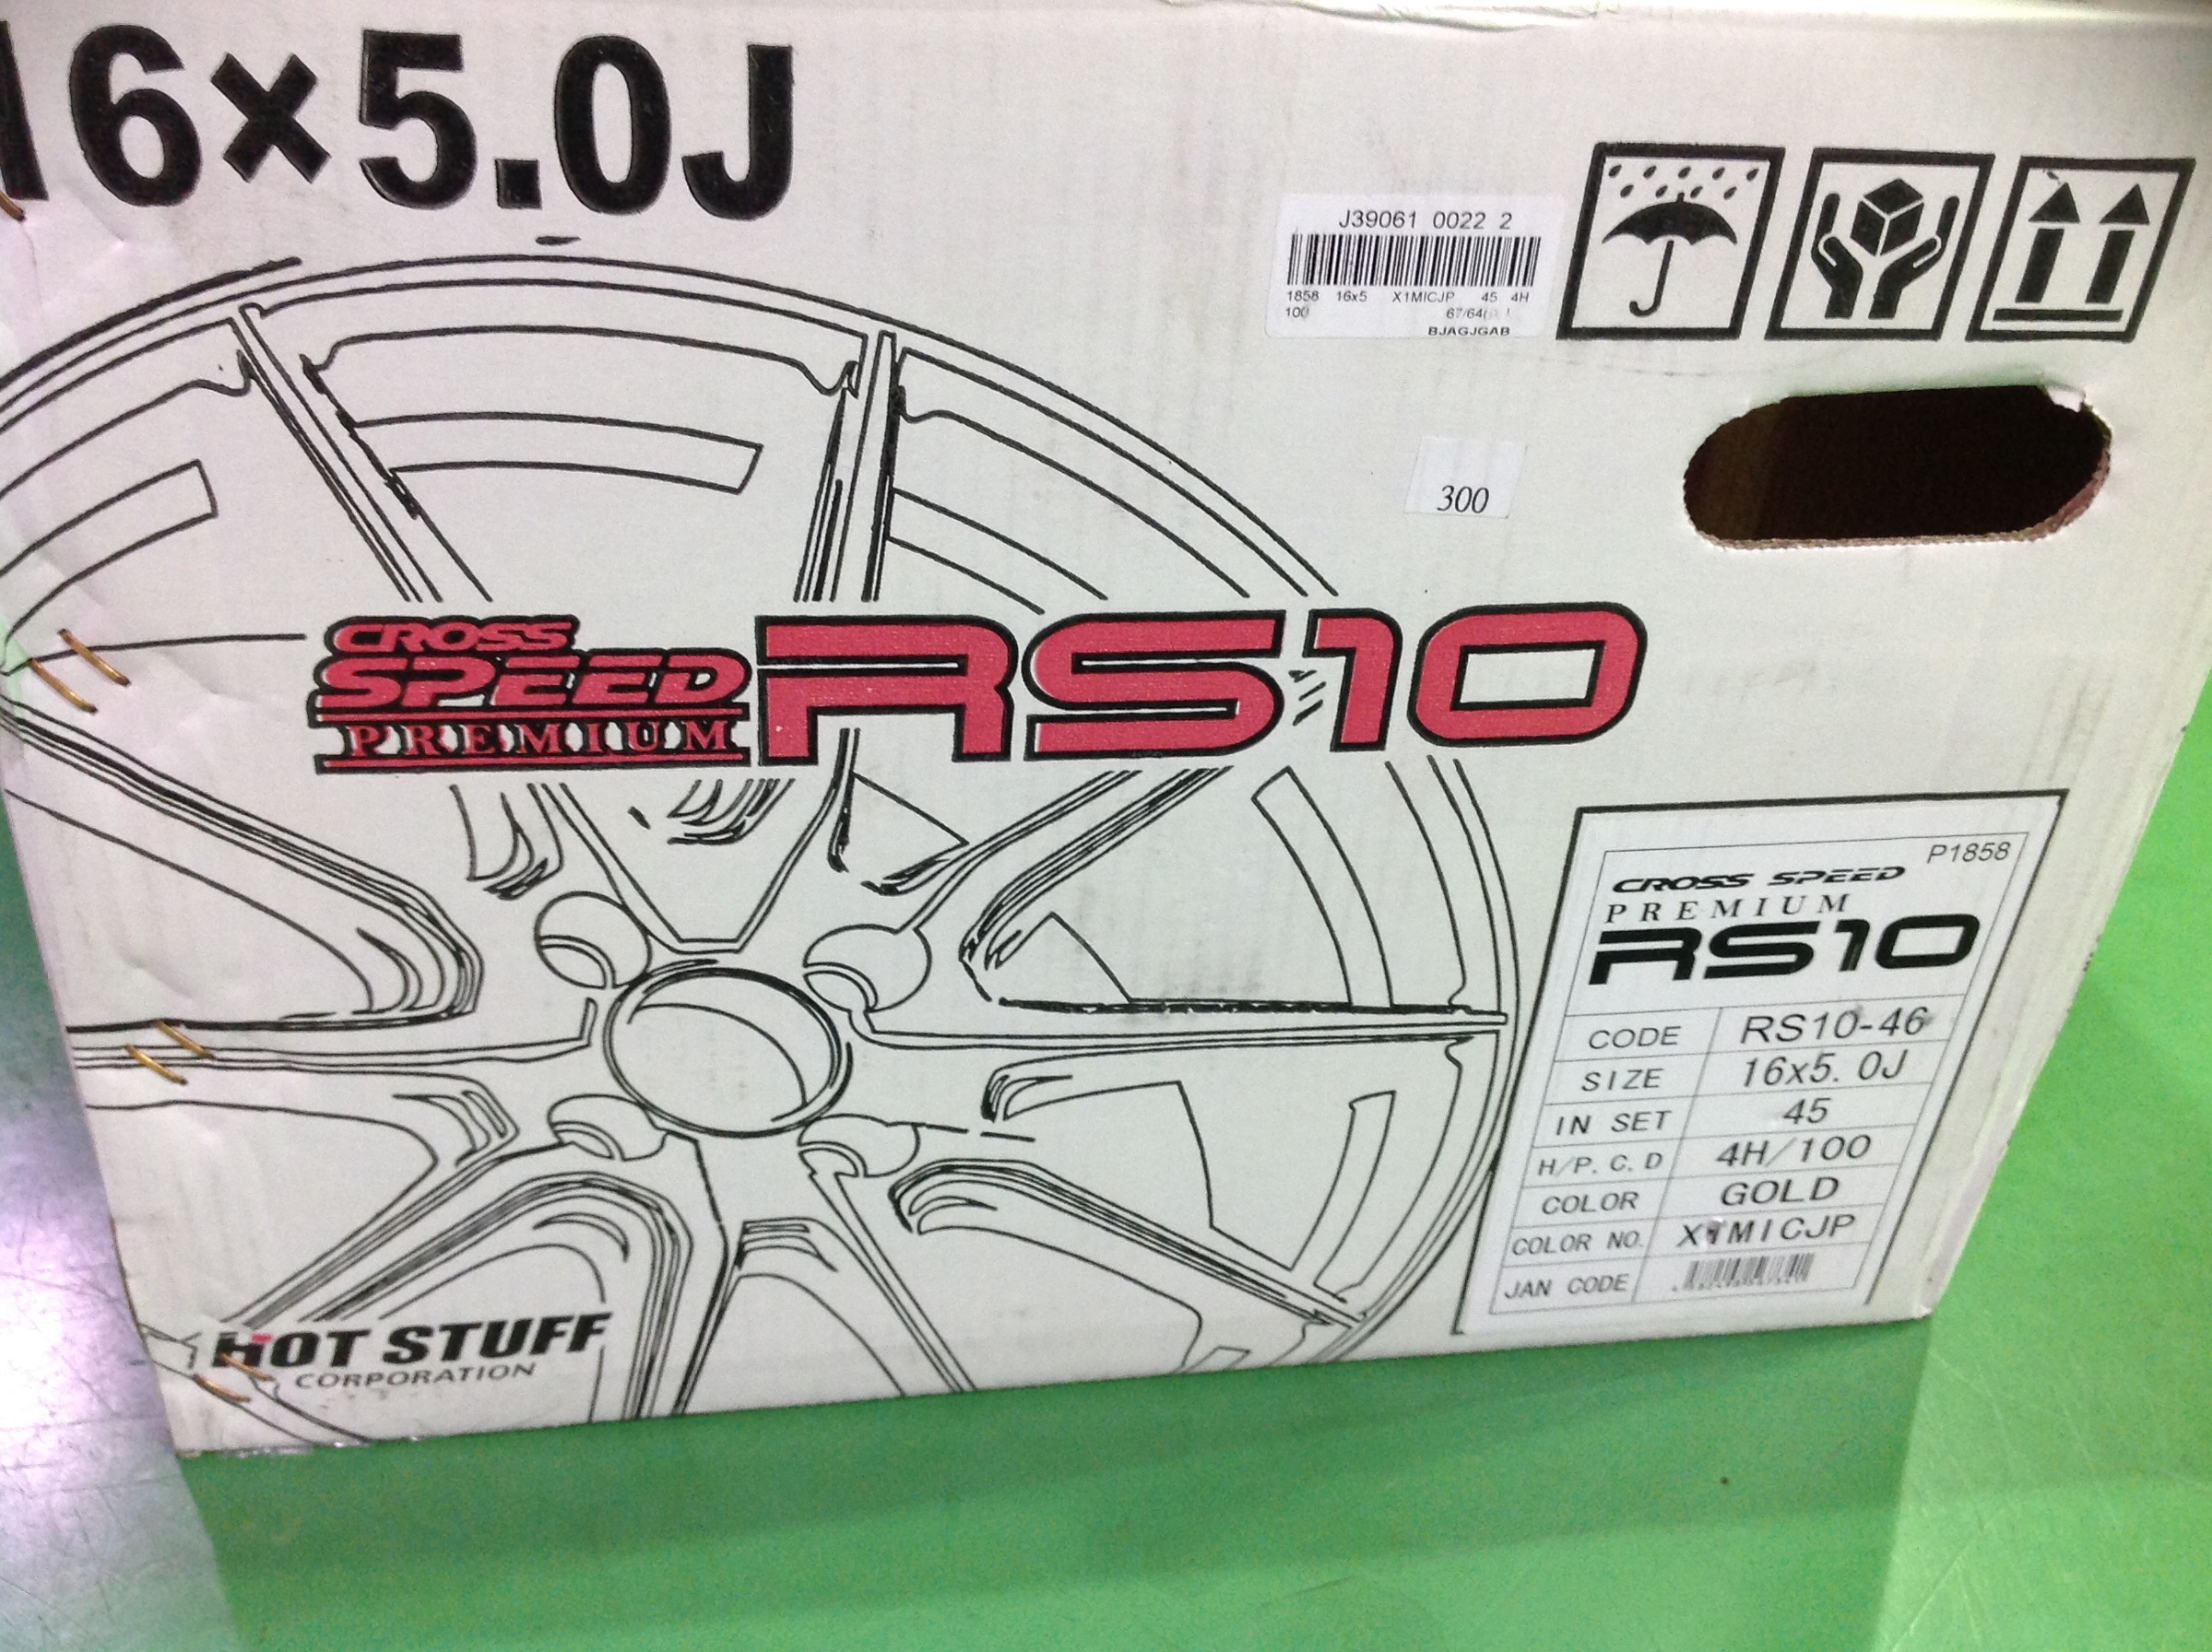 16×5.0J
J39061 0022 2
1858 16x5 X1MICJP 45 4H
100 67/64
BJAGJGAB
300
CROSS
SPEED
PREMIUM
RS10
P1858
CROSS SPEED
PREMIUM
RS10
CODE RS10-46
SIZE 16x5.0J
IN SET 45
H/P.C.D 4H/100
COLOR GOLD
COLOR NO. X1MICJP
JAN CODE
HOT STUFF
CORPORATION